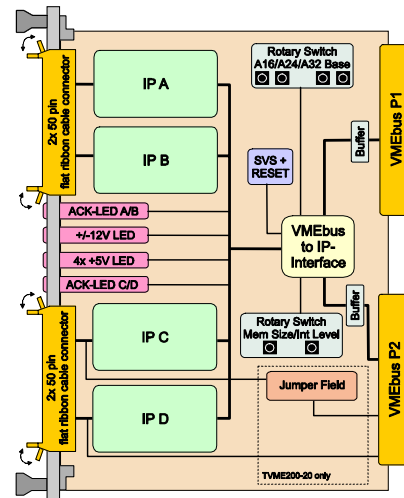 Rotary Switch
A16/A24/A32 Base
2x 50 pin
flat ribbon cable connector
IP A
IP B
VMEbus P1
Buffer
SVS +
RESET
ACK-LED A/B
+/-12V LED
4x +5V LED
ACK-LED C/D
VMEbus
to IP-
Interface
Buffer
Rotary Switch
Mem Size/Int Level
2x 50 pin
flat ribbon cable connector
IP C
IP D
VMEbus P2
Jumper Field
TVME200-20 only